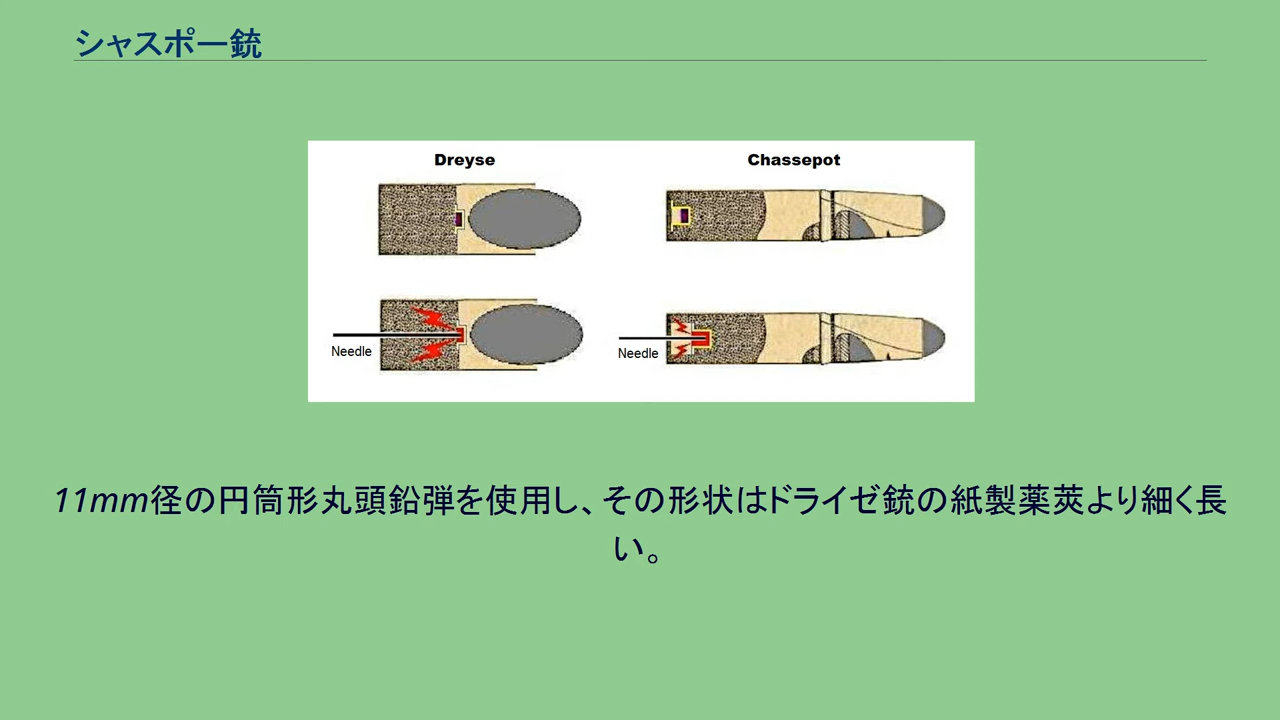 シャスポー銃
Dreyse
Chassepot
Needle
Needle
11mm径の円筒形丸頭鉛弾を使用し、その形状はドライゼ銃の紙製薬莢より細く長
い。